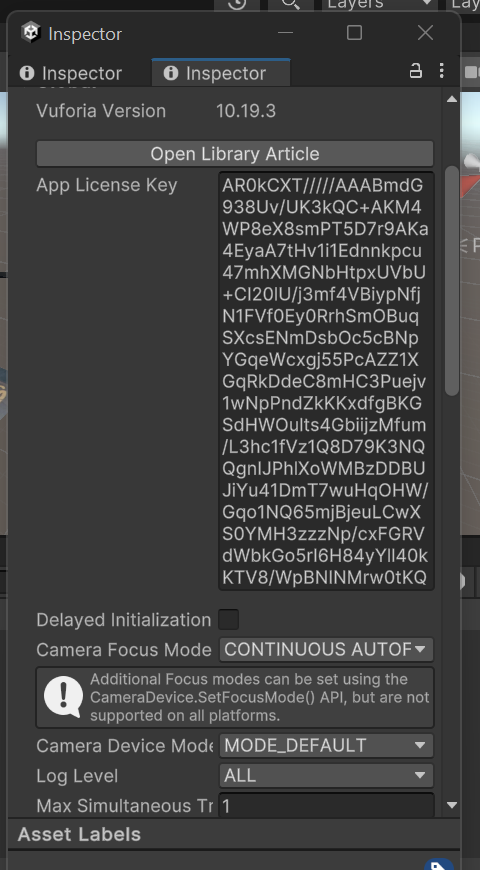 Layers
Lay
Inspector
Inspector
Inspector
Vuforia Version 10.19.3
Open Library Article
App License Key
AR0kCXT/////AAABmdG
938Uv/UK3kQC+AKM4
WP8eX8smPT5D7r9AKa
4EyaA7tHv1i1Ednnkpcu
47mhXMGNbHtpxUVbU
+CI20lU/j3mf4VBiypNfj
N1FVf0Ey0RrhSmOBuq
SXcsENmDsbOc5cBNp
YGqeWcxgj55PcAZZ1X
GqRkDdeC8mHC3Puejv
1wNpPndZkKKxdfgBKG
SdHWOults4GbiijzMfum
/L3hc1fVz1Q8D79K3NQ
QgnIJPhlXoWMBzDDBU
JiYu41DmT7wuHqOHW/
Gqo1NQ65mjBjeuLCwX
S0YMH3zzzNp/cxFGRV
dWbkGo5rI6H84yYll40k
KTV8/WpBNINMrw0tKQ
Delayed Initialization
Camera Focus Mode CONTINUOUS AUTOF
Additional Focus modes can be set using the
CameraDevice.SetFocusMode() API, but are not
supported on all platforms.
Camera Device Mode MODE_DEFAULT
Log Level ALL
Max Simultaneous Tr 1
Asset Labels